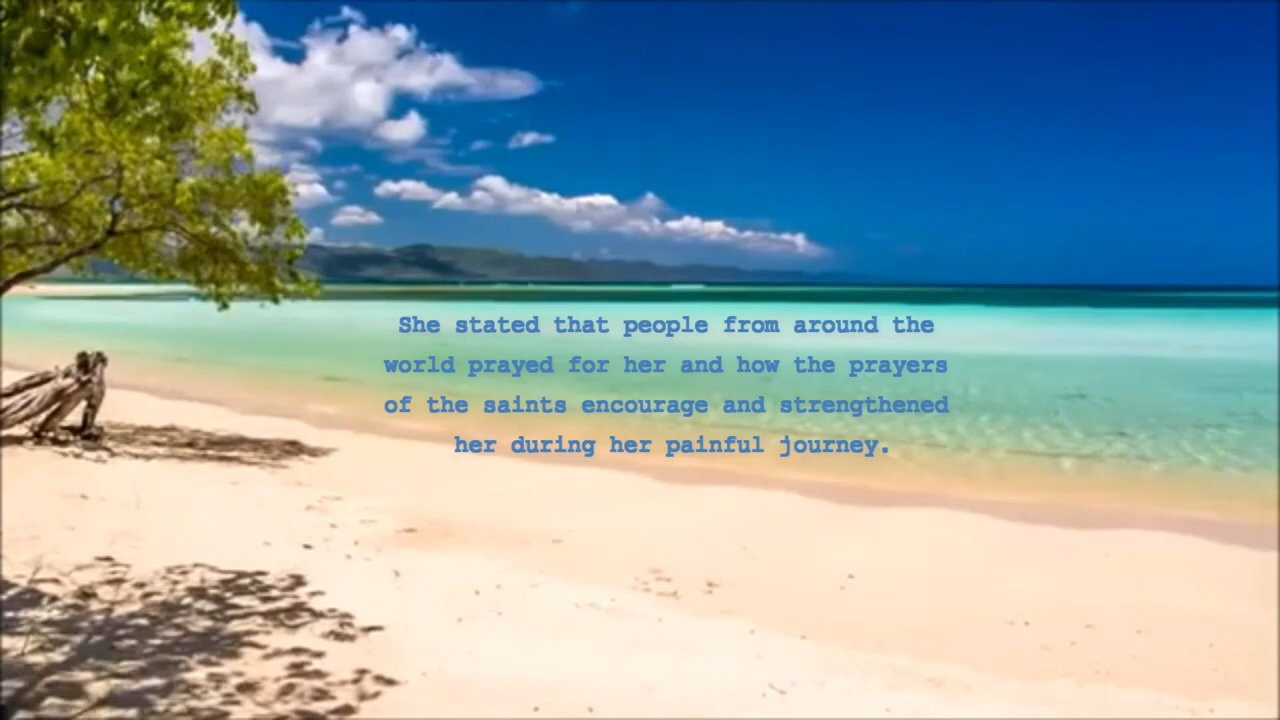 She stated that people from around the
world prayed for her and how the prayers
of the saints encourage and strengthened
her during her painful journey.